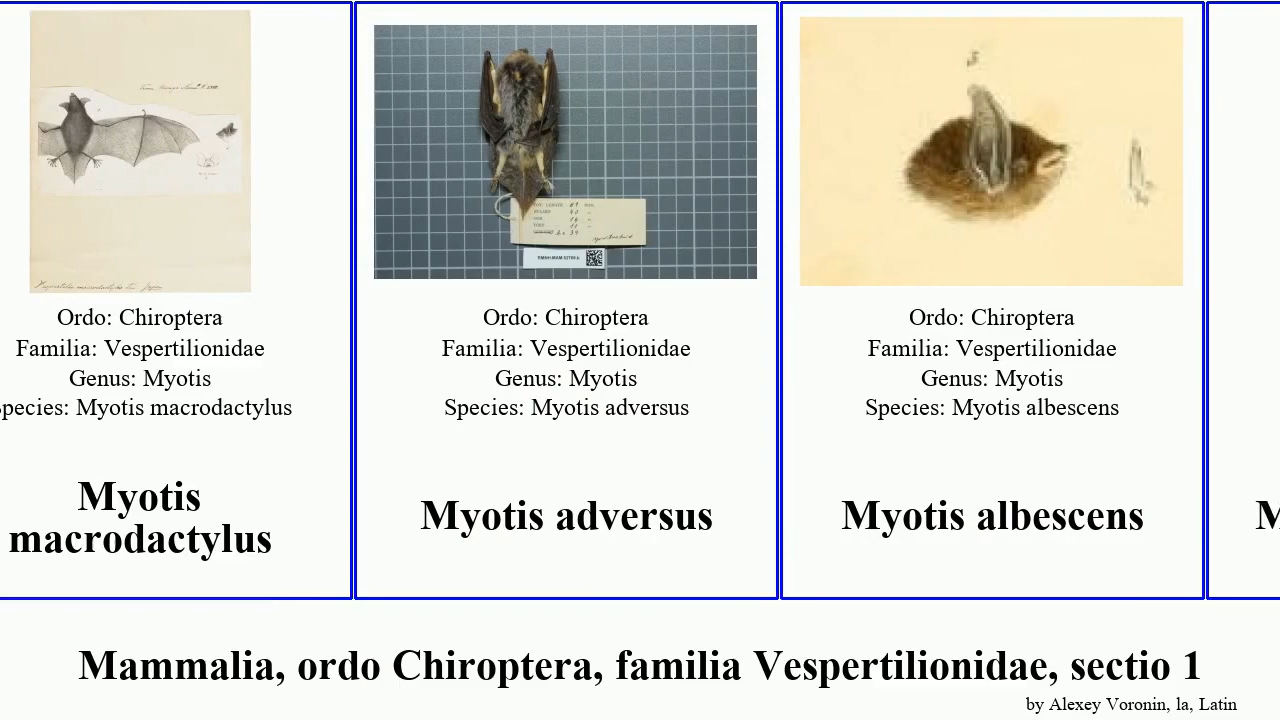 Ordo: Chiroptera
Familia: Vespertilionidae
Genus: Myotis
pecies: Myotis macrodactylus
Myotis
macrodactylus
Ordo: Chiroptera
Familia: Vespertilionidae
Genus: Myotis
Species: Myotis adversus
Myotis adversus
Ordo: Chiroptera
Familia: Vespertilionidae
Genus: Myotis
Species: Myotis albescens
Myotis albescens
M
Mammalia, ordo Chiroptera, familia Vespertilionidae, sectio 1
by Alexey Voronin, la, Latin